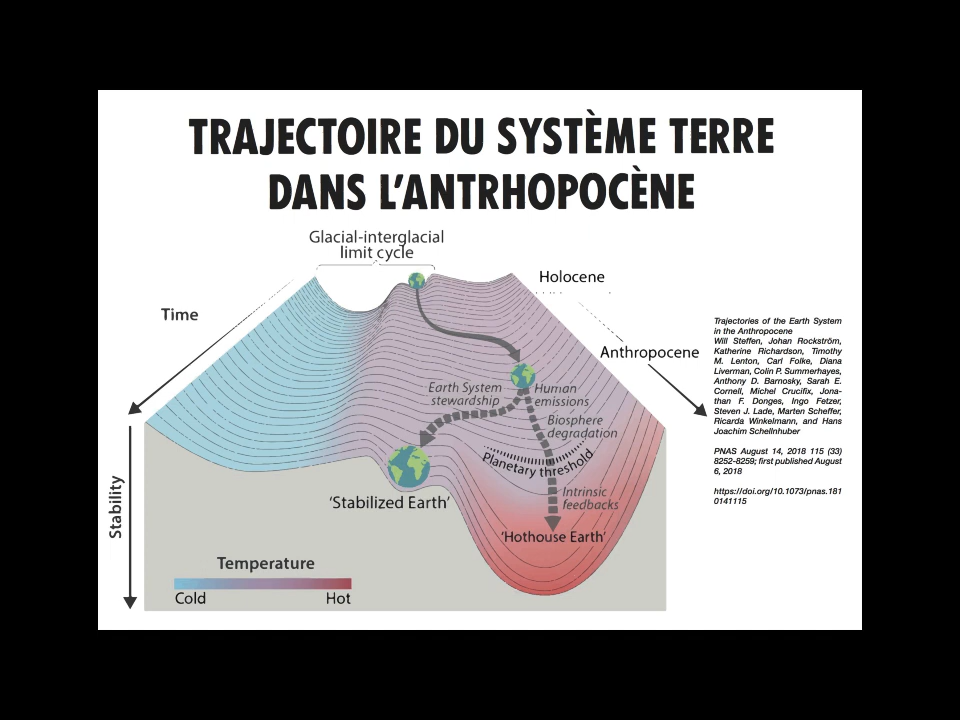 TRAJECTOIRE DU SYSTÈME TERRE
DANS L'ANTRHOPOCÈNE
Glacial-interglacial
limit cycle
Holocene
Time
Anthropocene
Trajectories of the Earth System
in the Anthropocene
Will Steffen, Johan Rockström,
Katherine Richardson, Timothy
M. Lenton, Carl Folke, Diana
Liverman, Colin P. Summerhayes,
Anthony D. Barnosky, Sarah E.
Cornell, Michel Crucifix, Jona-
than F. Donges, Ingo Fetzer,
Steven J. Lade, Marten Scheffer,
Ricarda Winkelmann, and Hans
Joachim Schellnhuber
PNAS August 14, 2018 115 (33)
8252-8259; first published August
6, 2018
https://doi.org/10.1073/pnas.181
0141115
Earth System
stewardship
Human
emissions
Biosphere
degradation
Planetary threshold
Intrinsic
feedbacks
'Stabilized Earth'
'Hothouse Earth'
Stability
Temperature
Cold
Hot